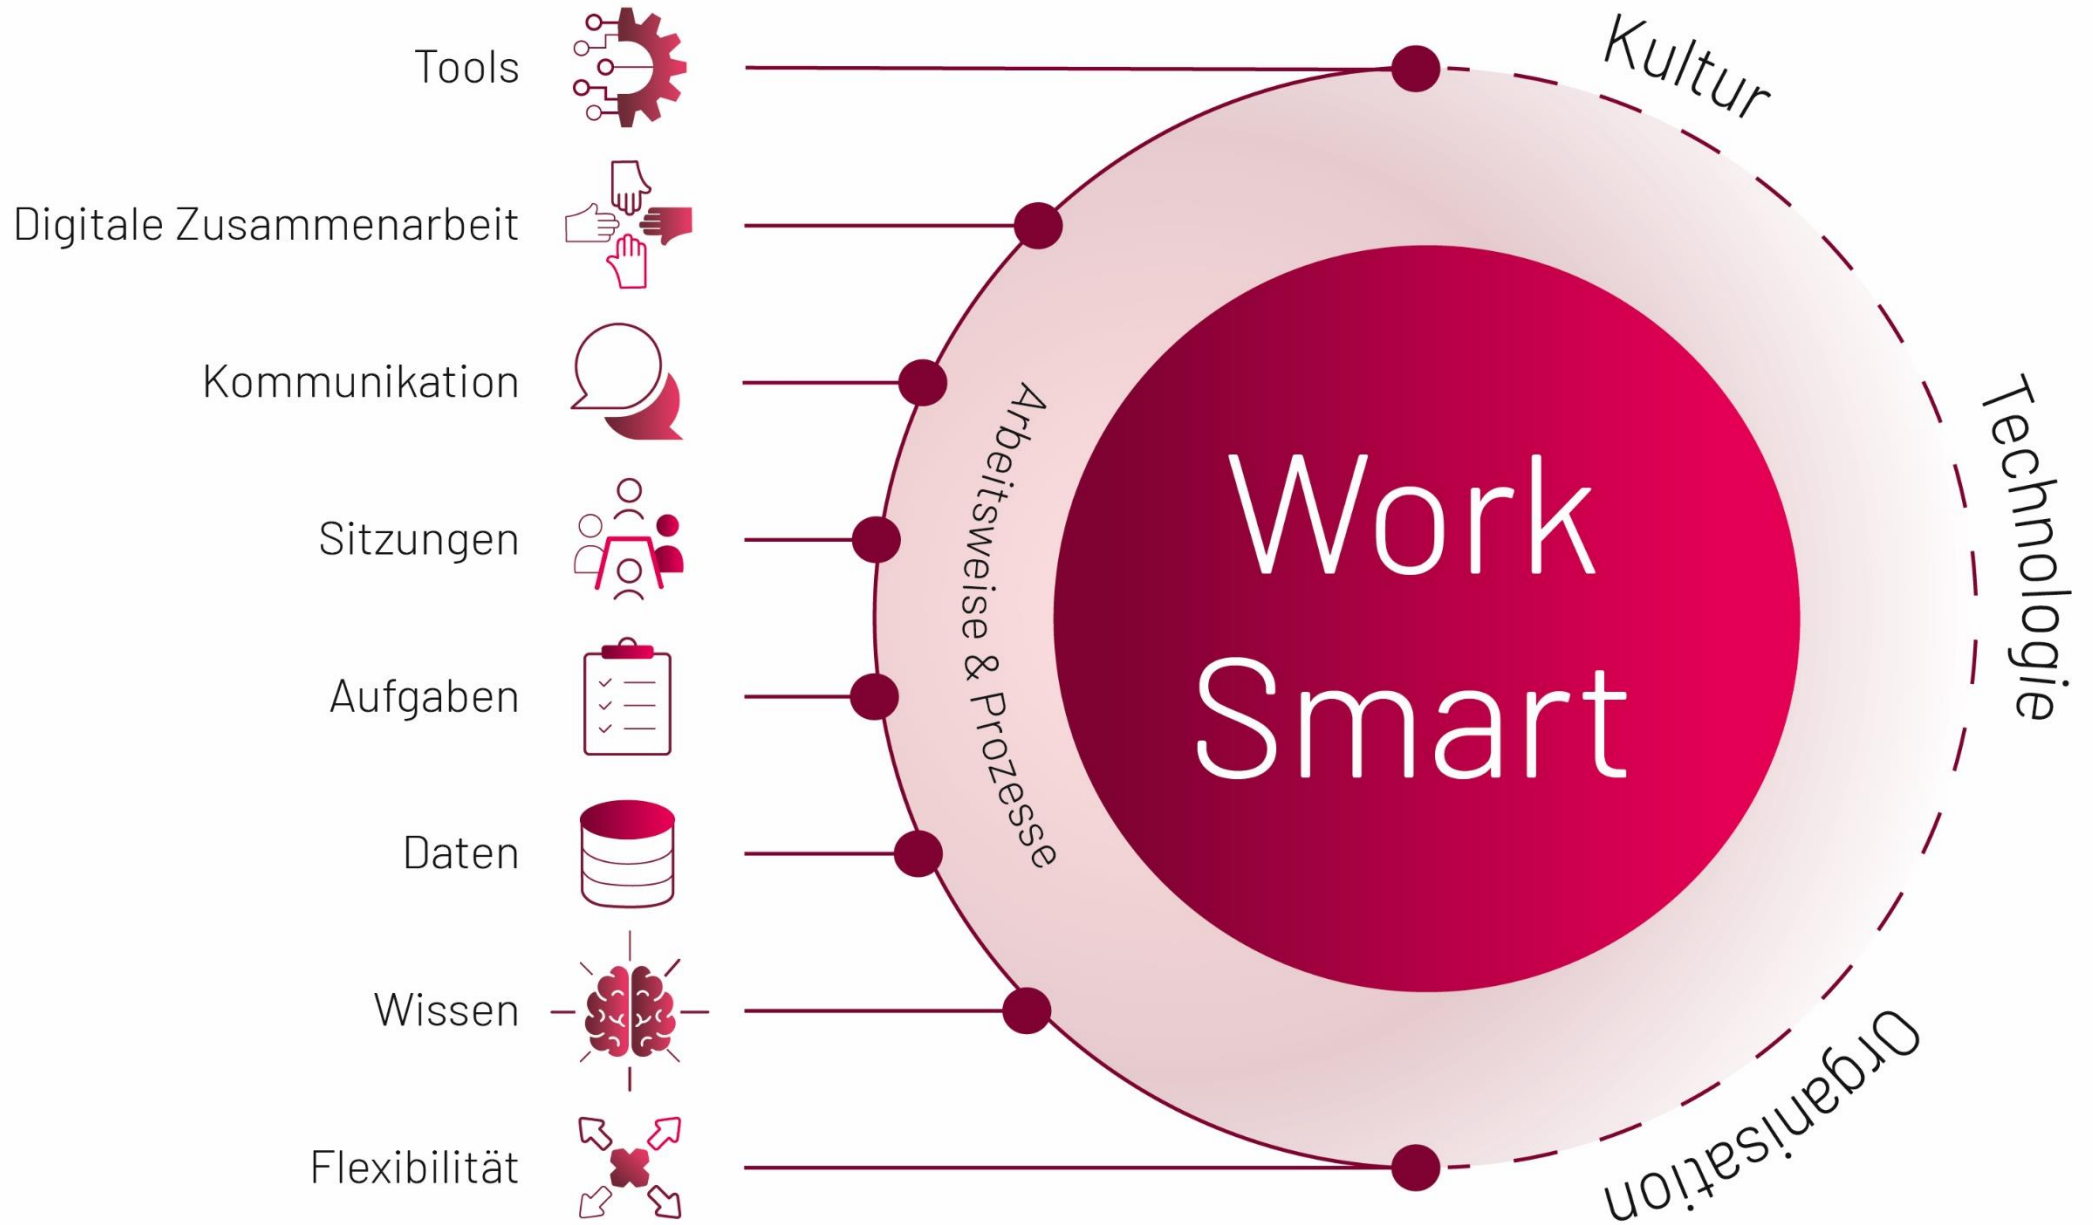 Tools
Digitale Zusammenarbeit
Kommunikation
Sitzungen
Aufgaben
Daten
Wissen
Flexibilität
Arbeitsweise & Prozesse
Work
Smart
Kultur
Technologie
Organisation